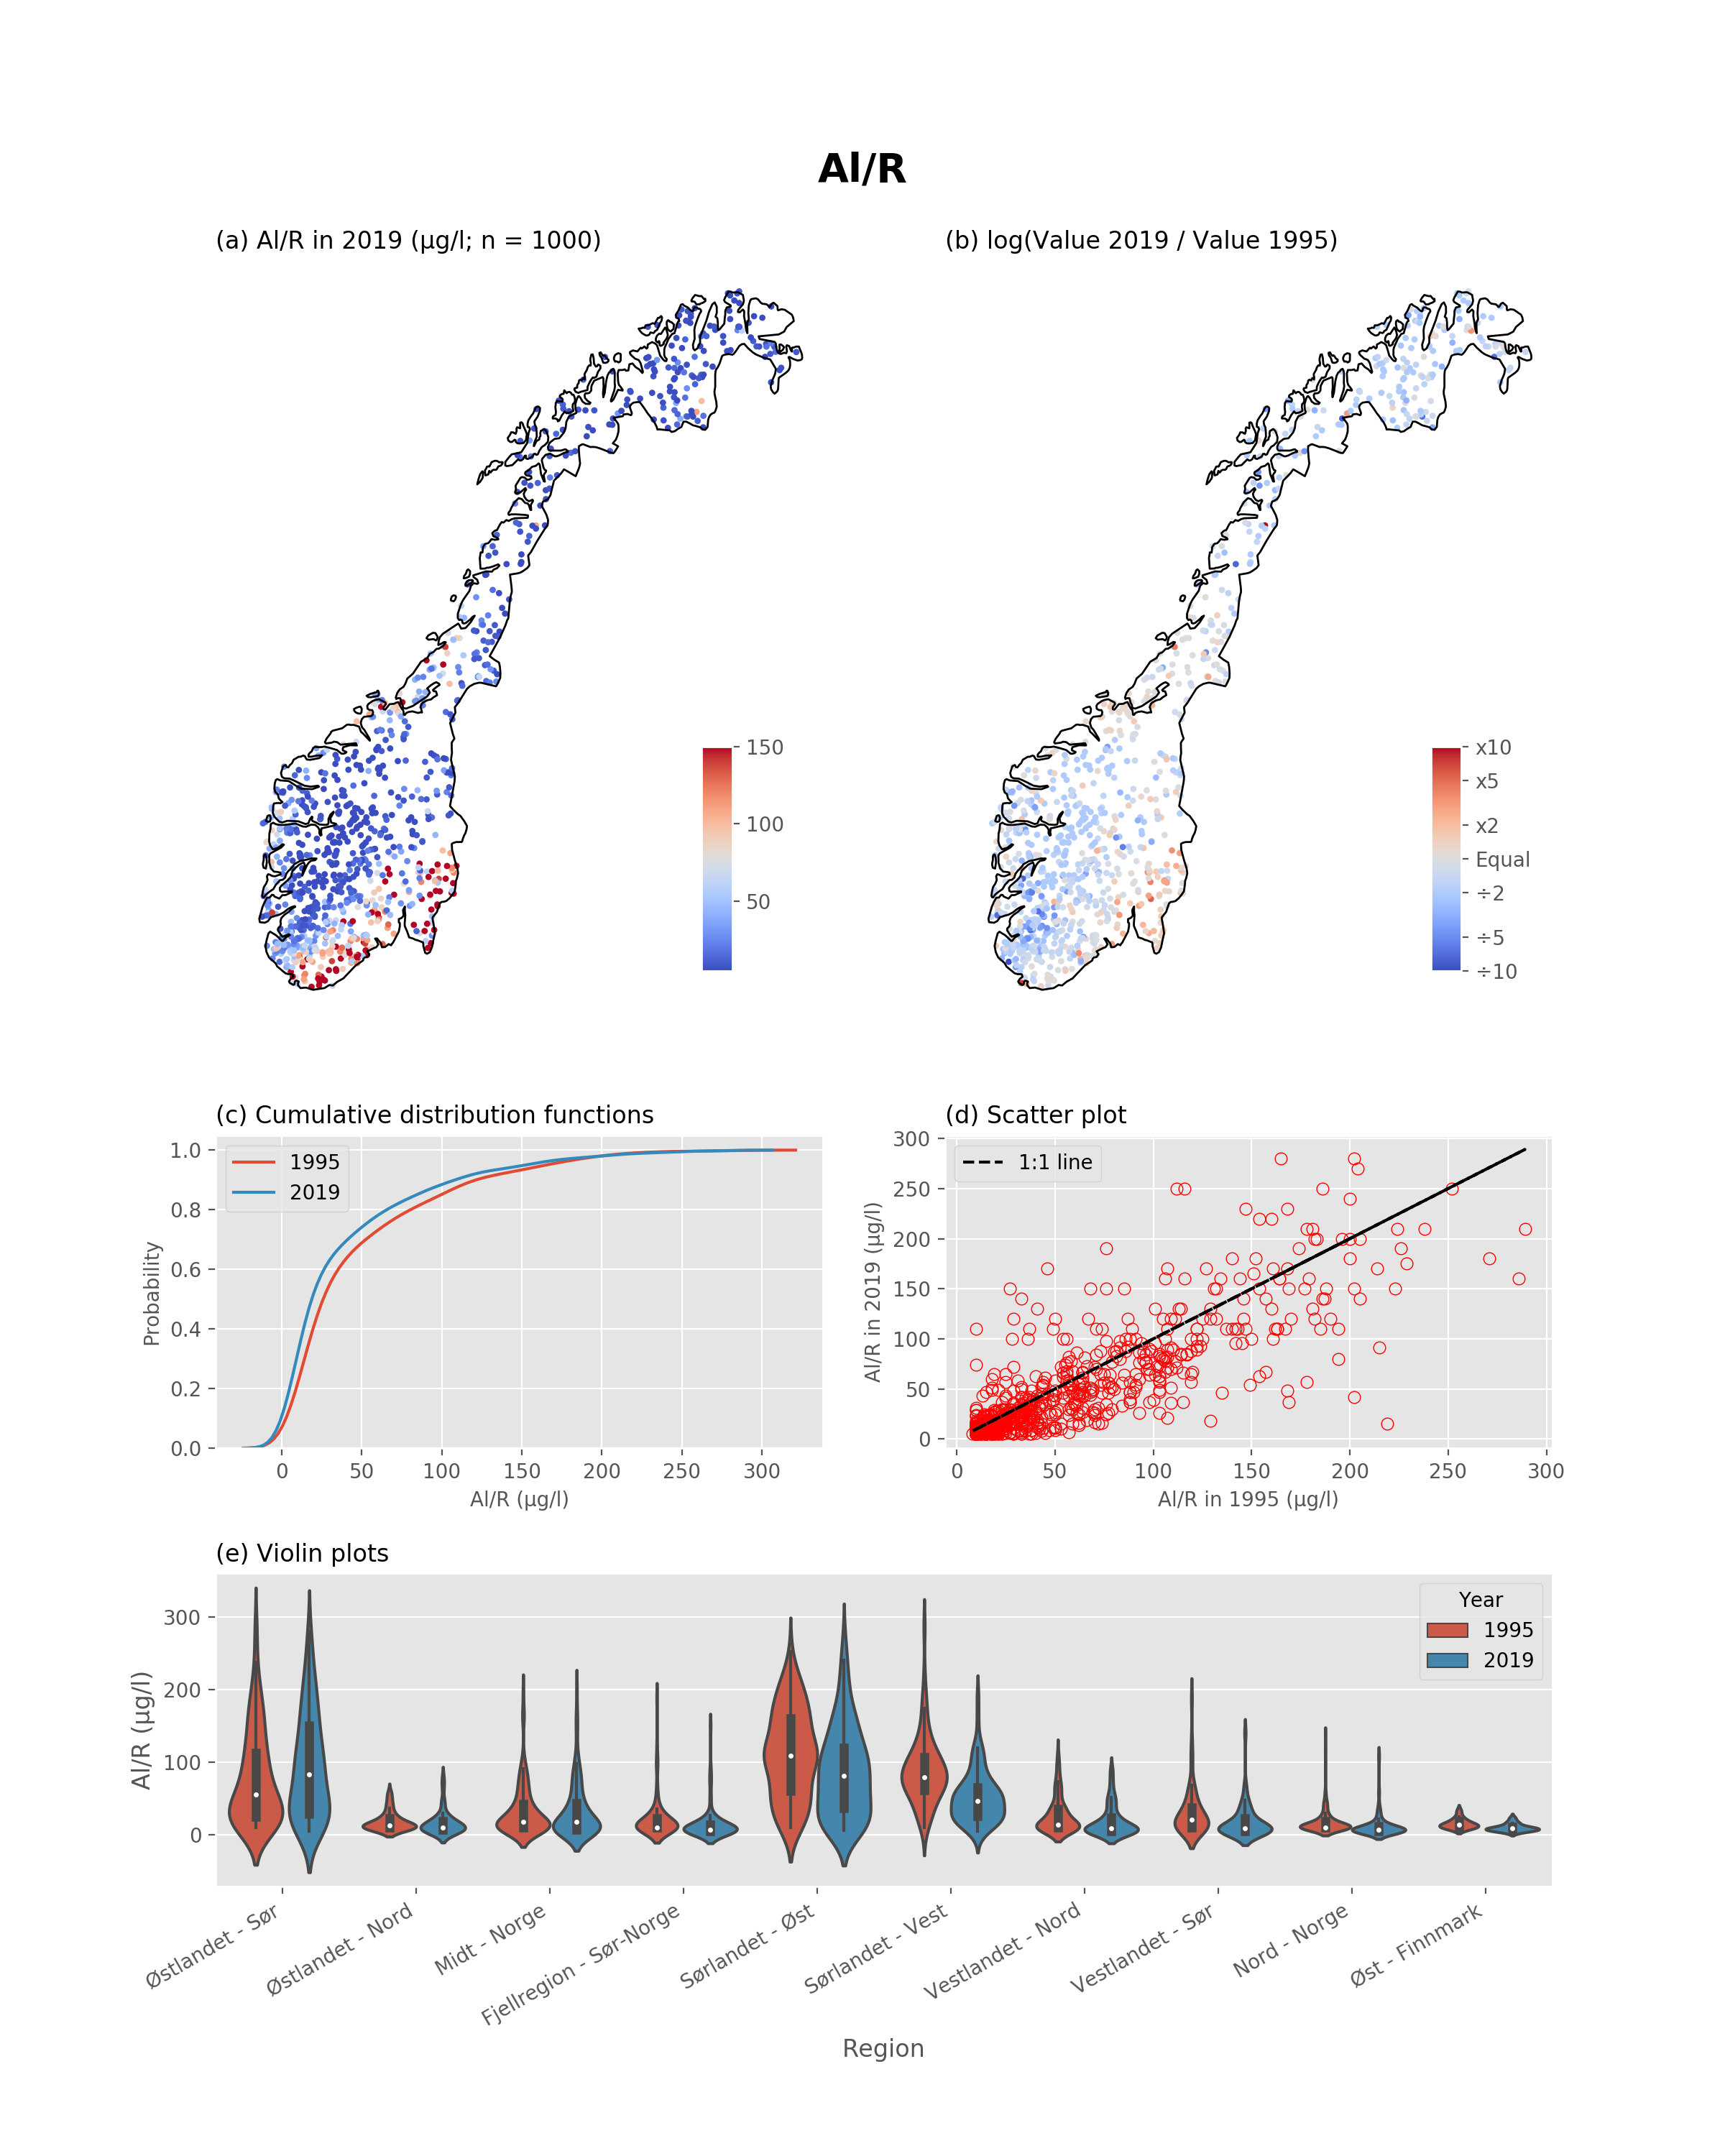 Al/R
(a) Al/R in 2019 (µg/l; n = 1000)
(b) log(Value 2019 / Value 1995)
150
100
50
x10
x5
x2
Equal
÷2
÷5
÷10
(c) Cumulative distribution functions
1.0
0.8
0.6
0.4
0.2
0.0
Probability
1995
2019
0 50 100 150 200 250 300
Al/R (µg/l)
(d) Scatter plot
300
250
200
150
100
50
0
Al/R in 2019 (µg/l)
1:1 line
0 50 100 150 200 250 300
Al/R in 1995 (µg/l)
(e) Violin plots
300
200
100
0
Al/R (µg/l)
Year
1995
2019
Østlandet - Sør
Østlandet - Nord
Midt - Norge
Fjellregion - Sør-Norge
Sørlandet - Øst
Sørlandet - Vest
Vestlandet - Nord
Vestlandet - Sør
Nord - Norge
Øst - Finnmark
Region